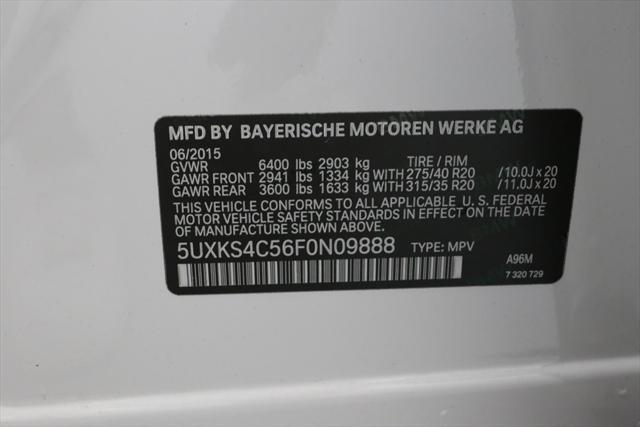 MFD BY BAYERISCHE MOTOREN WERKE AG
06/2015
GVWR 6400 lbs 2903 kg TIRE / RIM
GAWR FRONT 2941 lbs 1334 kg WITH 275/40 R20 /10.0J x 20
GAWR REAR 3600 lbs 1633 kg WITH 315/35 R20 /11.0J x 20
THIS VEHICLE CONFORMS TO ALL APPLICABLE U. S. FEDERAL
MOTOR VEHICLE SAFETY STANDARDS IN EFFECT ON THE DATE
OF MANUFACTURE SHOWN ABOVE.
5UXKS4C56F0N09888 TYPE: MPV A96M
7 320 729